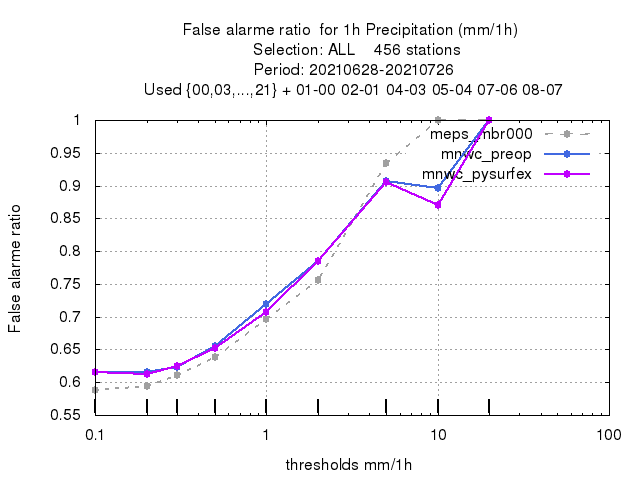 False alarme ratio  for 1h Precipitation (mm/1h)
Selection: ALL    456 stations
Period: 20210628-20210726
Used {00,03,...,21} + 01-00 02-01 04-03 05-04 07-06 08-07
False alarme ratio
1
0.95
0.9
0.85
0.8
0.75
0.7
0.65
0.6
0.55
meps_mbr000
mnwc_preop
mnwc_pysurfex
0.1 1 10 100
thresholds mm/1h